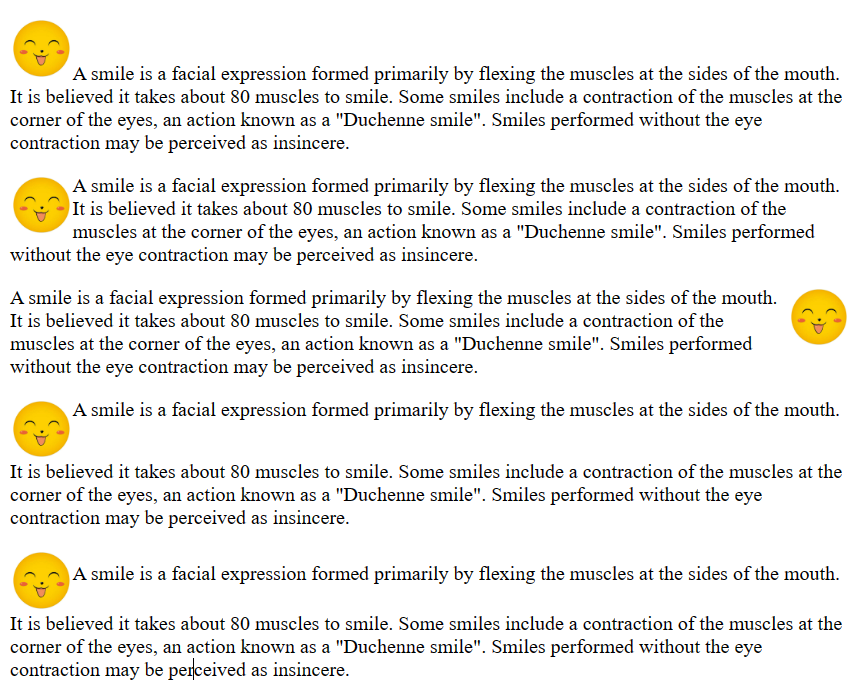 A smile is a facial expression formed primarily by flexing the muscles at the sides of the mouth.
It is believed it takes about 80 muscles to smile. Some smiles include a contraction of the muscles at the
corner of the eyes, an action known as a "Duchenne smile". Smiles performed without the eye
contraction may be perceived as insincere.
A smile is a facial expression formed primarily by flexing the muscles at the sides of the mouth.
It is believed it takes about 80 muscles to smile. Some smiles include a contraction of the
muscles at the corner of the eyes, an action known as a "Duchenne smile". Smiles performed
without the eye contraction may be perceived as insincere.
A smile is a facial expression formed primarily by flexing the muscles at the sides of the mouth.
It is believed it takes about 80 muscles to smile. Some smiles include a contraction of the
muscles at the corner of the eyes, an action known as a "Duchenne smile". Smiles performed
without the eye contraction may be perceived as insincere.
A smile is a facial expression formed primarily by flexing the muscles at the sides of the mouth.
It is believed it takes about 80 muscles to smile. Some smiles include a contraction of the muscles at the
corner of the eyes, an action known as a "Duchenne smile". Smiles performed without the eye
contraction may be perceived as insincere.
A smile is a facial expression formed primarily by flexing the muscles at the sides of the mouth.
It is believed it takes about 80 muscles to smile. Some smiles include a contraction of the muscles at the
corner of the eyes, an action known as a "Duchenne smile". Smiles performed without the eye
contraction may be perceived as insincere.